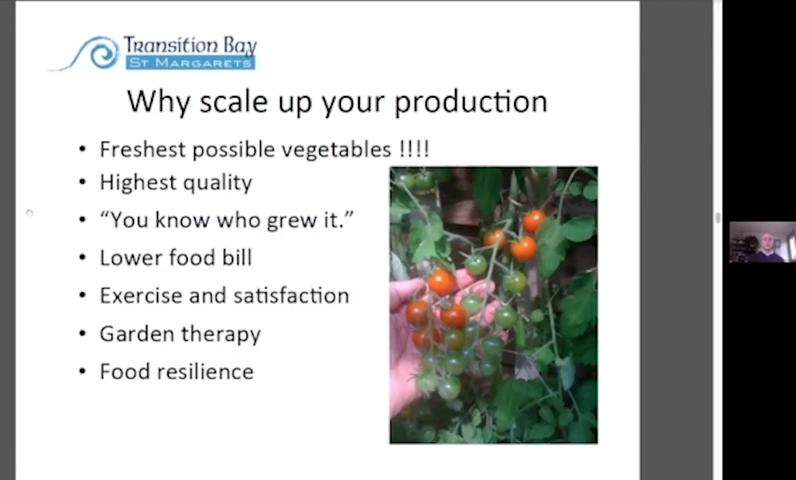 Transition Bay
St Margarets
Why scale up your production
• Freshest possible vegetables !!!!
• Highest quality
• “You know who grew it.”
• Lower food bill
• Exercise and satisfaction
• Garden therapy
• Food resilience